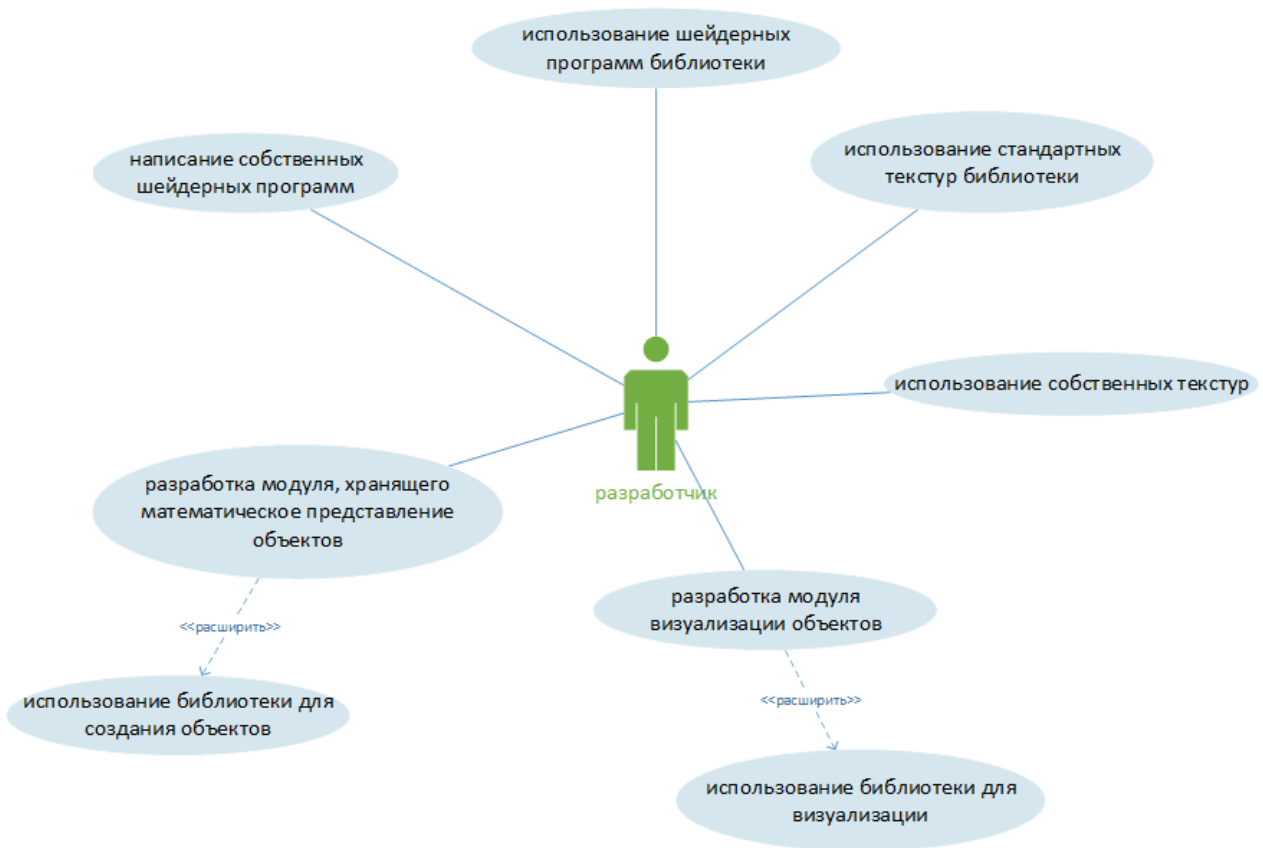 использование шейдерных
программ библиотеки
написание собственных
шейдерных программ
использование стандартных
текстур библиотеки
использование собственных текстур
разработчик
разработка модуля, хранящего
математическое представление
объектов
разработка модуля
визуализации объектов
<<расширить>>
<<расширить>>
использование библиотеки для
создания объектов
использование библиотеки для
визуализации